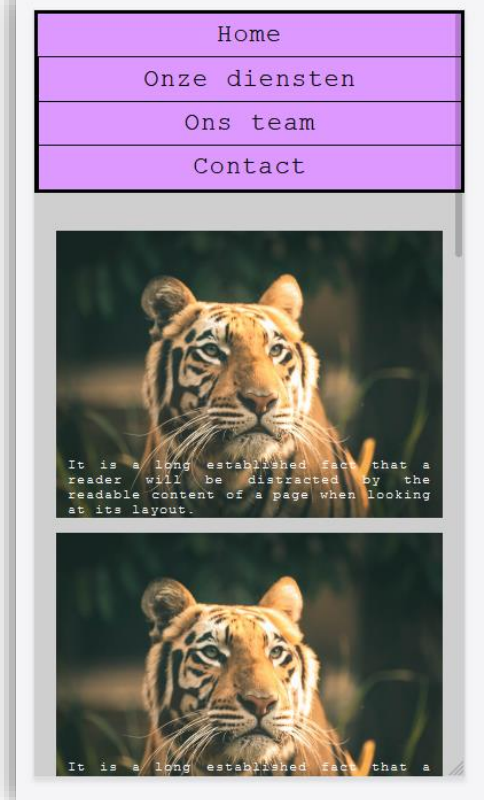 Home
Onze diensten
Ons team
Contact
It is a long established fact that a
reader will be distracted by the
readable content of a page when looking
at its layout.
It is a long established fact that a